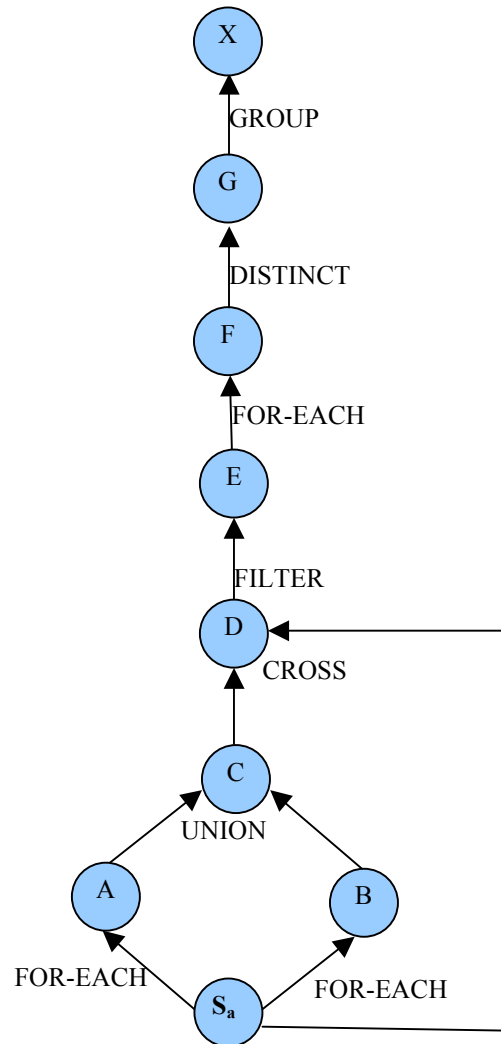 X
GROUP
G
DISTINCT
F
FOR-EACH
E
FILTER
D
CROSS
C
UNION
A
B
FOR-EACH
FOR-EACH
Sₐ